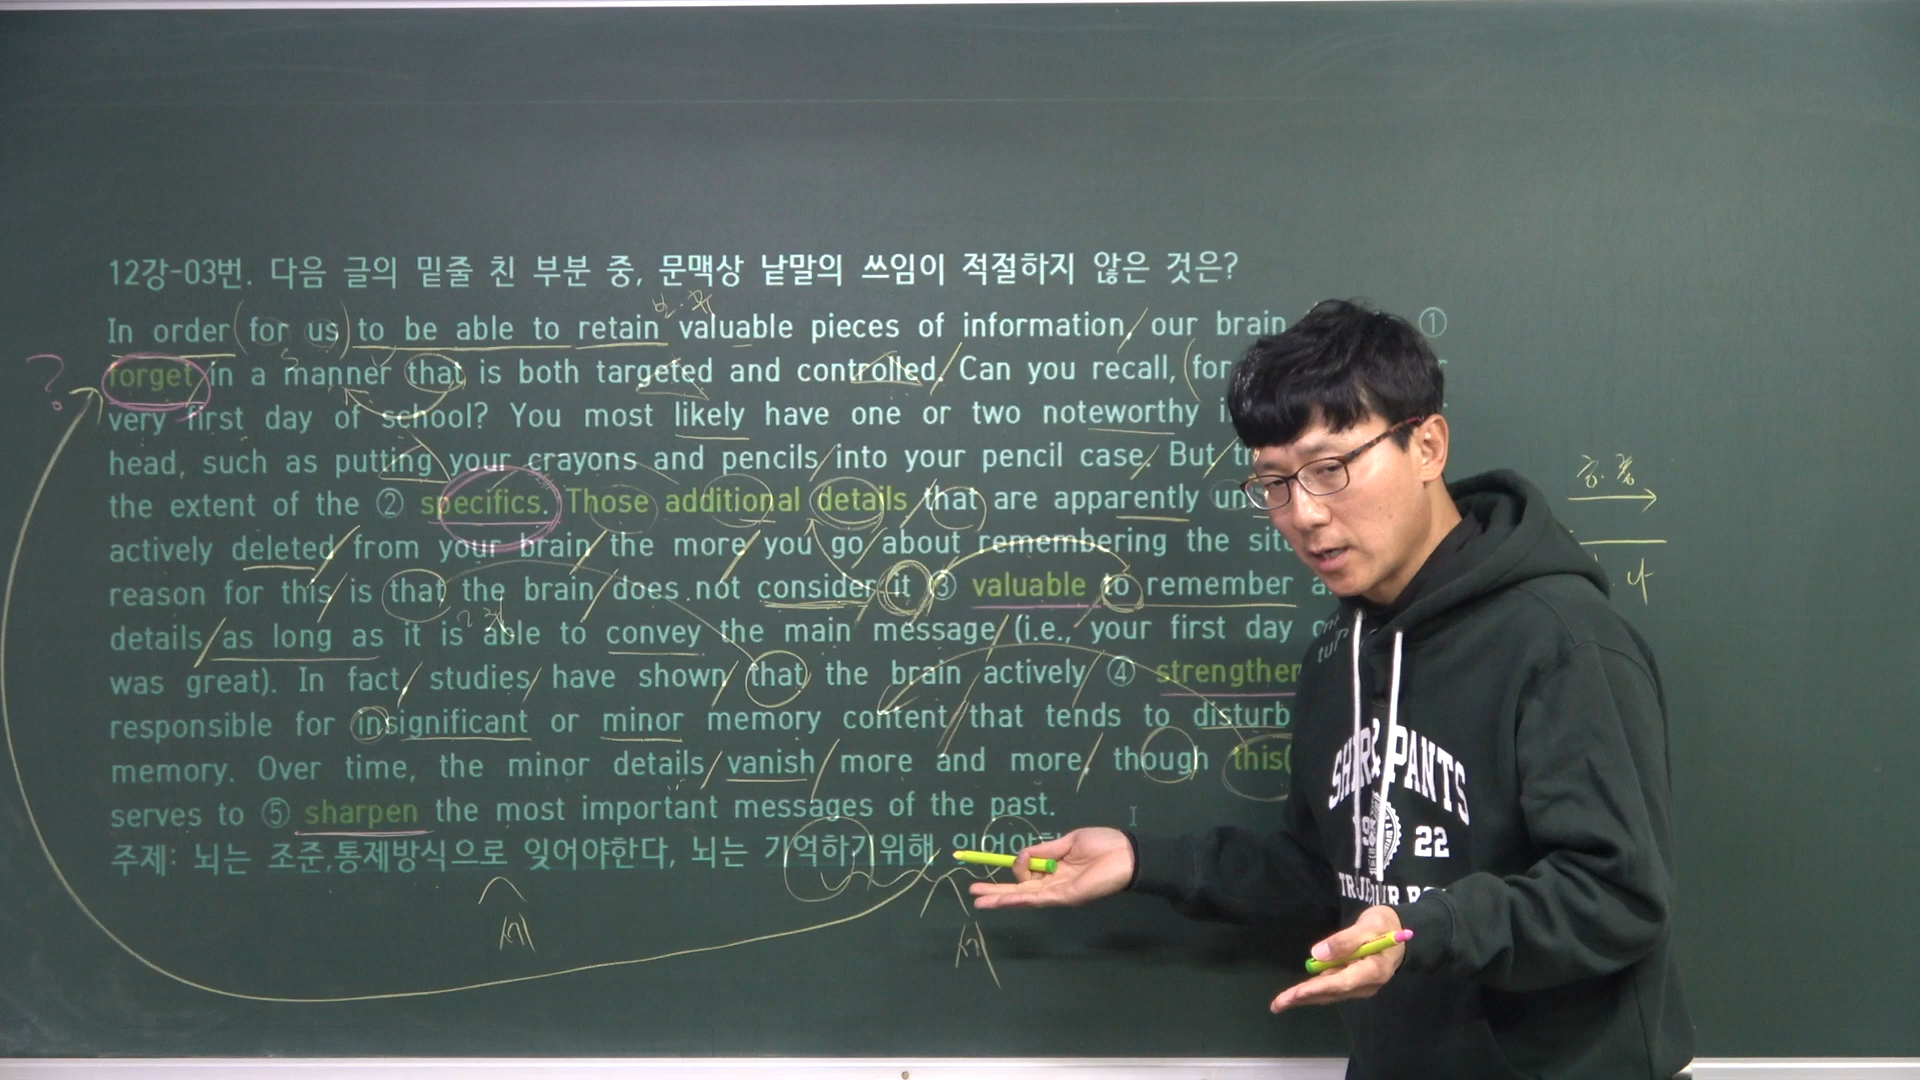 12강-03번. 다음 글의 밑줄 친 부분 중, 문맥상 낱말의 쓰임이 적절하지 않은 것은?
In order for us to be able to retain valuable pieces of information, our brain ①
forget in a manner that is both targeted and controlled. Can you recall, for
very first day of school? You most likely have one or two noteworthy
head, such as putting your crayons and pencils into your pencil case. But
the extent of the ② specifics. Those additional details that are apparently
actively deleted from your brain the more you go about remembering the
reason for this is that the brain does not consider it ③ valuable to remember
details as long as it is able to convey the main message (i.e., your first day
was great). In fact, studies have shown that the brain actively ④ strengthen
responsible for insignificant or minor memory content that tends to disturb
memory. Over time, the minor details vanish more and more, though this(
serves to ⑤ sharpen the most important messages of the past.
주제: 뇌는 조준,통제방식으로 잊어야한다, 뇌는 기억하기위해
?
세
세
PANTS
22